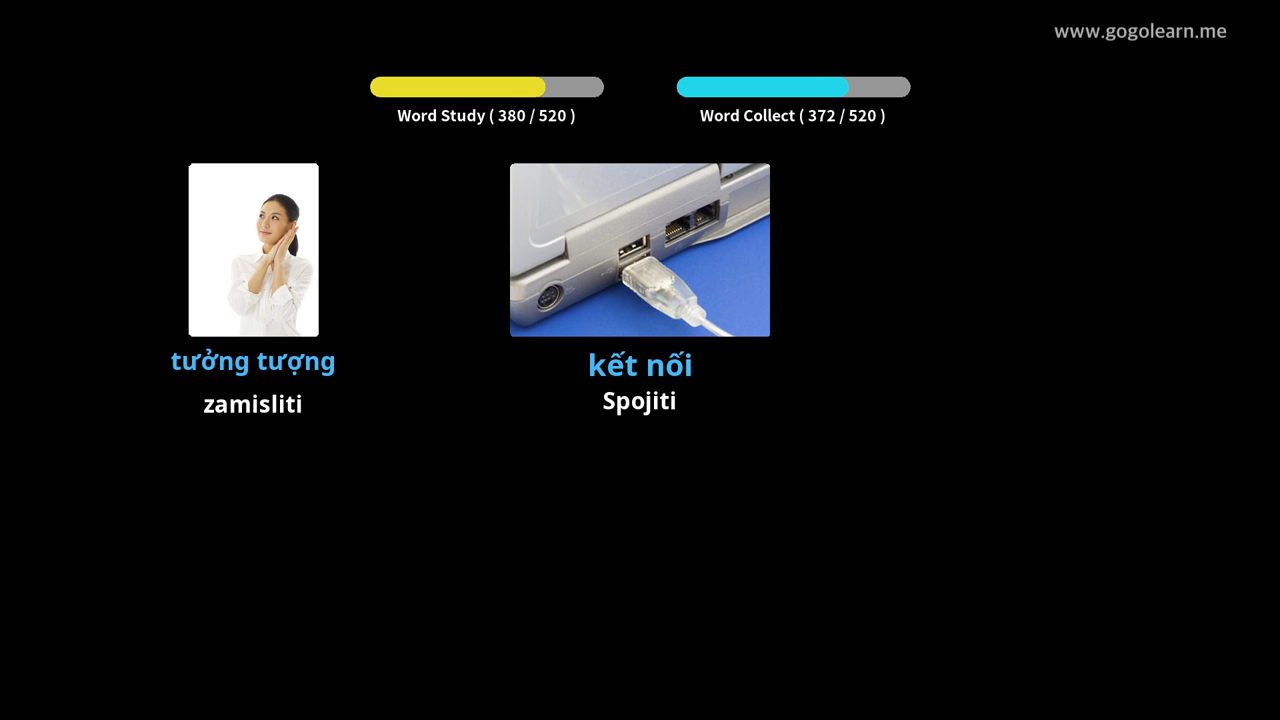 www.gogolearn.me
Word Study ( 380 / 520 )
Word Collect ( 372 / 520 )
tưởng tượng
zamisliti
kết nối
Spojiti